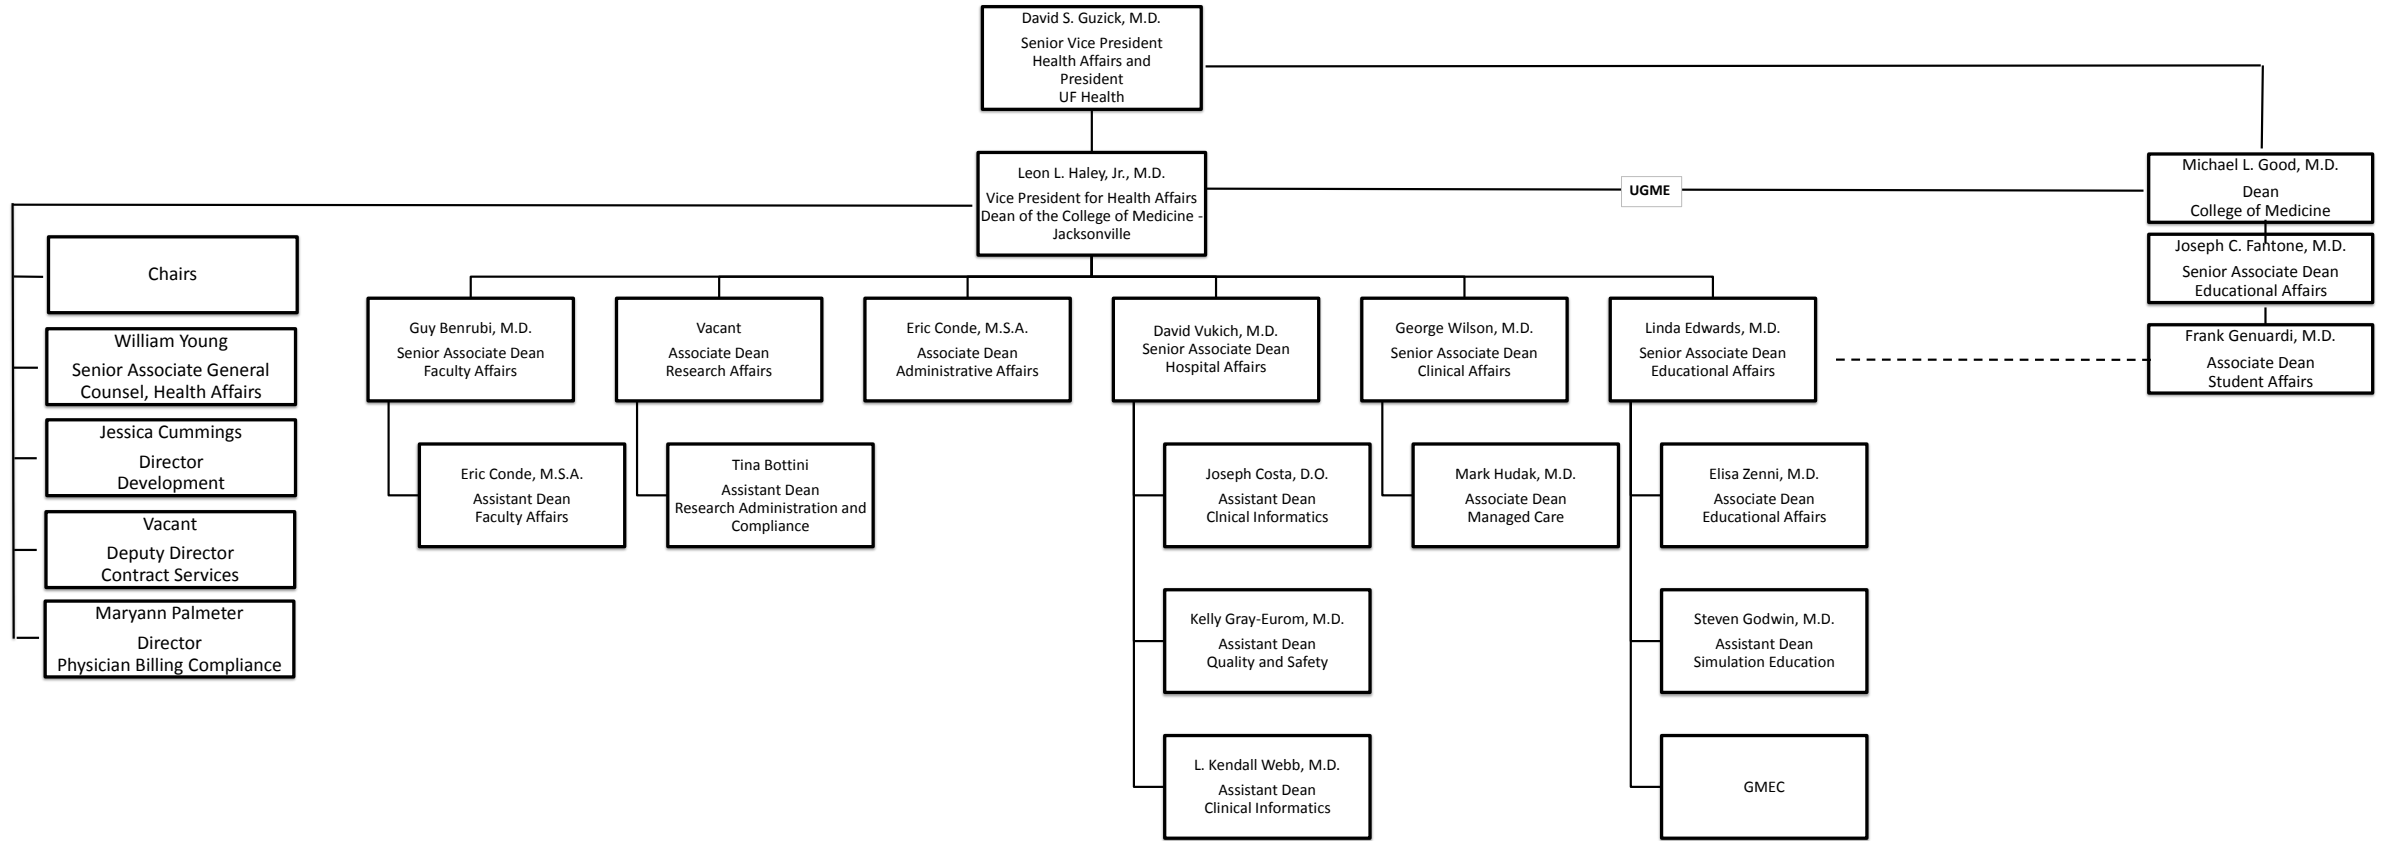 David S. Guzick, M.D.
Senior Vice President
Health Affairs and
President
UF Health
Leon L. Haley, Jr., M.D.
Vice President for Health Affairs
Dean of the College of Medicine -
Jacksonville
UGME
Michael L. Good, M.D.
Dean
College of Medicine
Joseph C. Fantone, M.D.
Senior Associate Dean
Educational Affairs
Frank Genuardi, M.D.
Associate Dean
Student Affairs
Chairs
William Young
Senior Associate General
Counsel, Health Affairs
Jessica Cummings
Director
Development
Vacant
Deputy Director
Contract Services
Maryann Palmeter
Director
Physician Billing Compliance
Guy Benrubi, M.D.
Senior Associate Dean
Faculty Affairs
Vacant
Associate Dean
Research Affairs
Eric Conde, M.S.A.
Associate Dean
Administrative Affairs
David Vukich, M.D.
Senior Associate Dean
Hospital Affairs
George Wilson, M.D.
Senior Associate Dean
Clinical Affairs
Linda Edwards, M.D.
Senior Associate Dean
Educational Affairs
Eric Conde, M.S.A.
Assistant Dean
Faculty Affairs
Tina Bottini
Assistant Dean
Research Administration and
Compliance
Joseph Costa, D.O.
Assistant Dean
Clnical Informatics
Mark Hudak, M.D.
Associate Dean
Managed Care
Elisa Zenni, M.D.
Associate Dean
Educational Affairs
Kelly Gray-Eurom, M.D.
Assistant Dean
Quality and Safety
Steven Godwin, M.D.
Assistant Dean
Simulation Education
L. Kendall Webb, M.D.
Assistant Dean
Clinical Informatics
GMEC